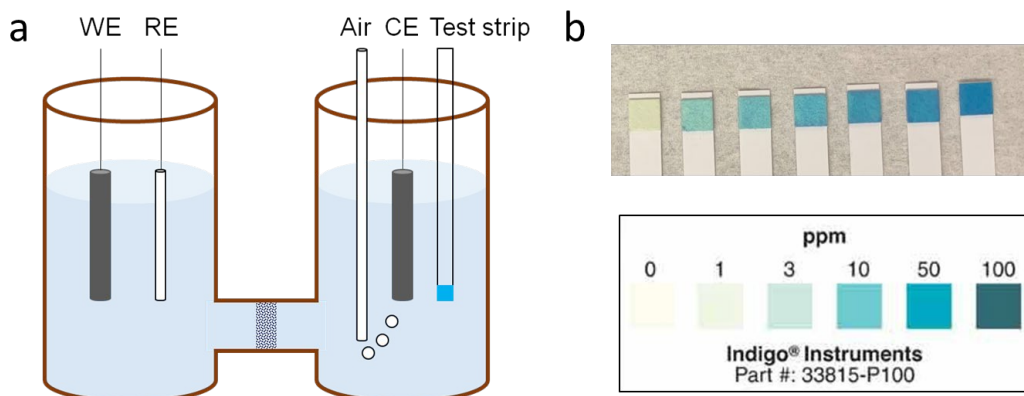 a
WE RE Air CE Test strip
b
ppm
0 1 3 10 50 100
Indigo® Instruments
Part #: 33815-P100